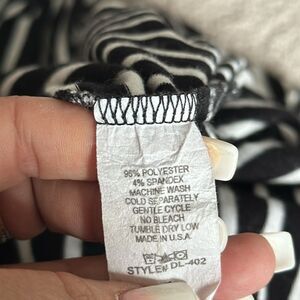 96% POLYESTER
4% SPANDEX
MACHINE WASH
COLD SEPARATELY
GENTLE CYCLE
NO BLEACH
TUMBLE DRY LOW
MADE IN U.S.A.
STYLE# DL-402